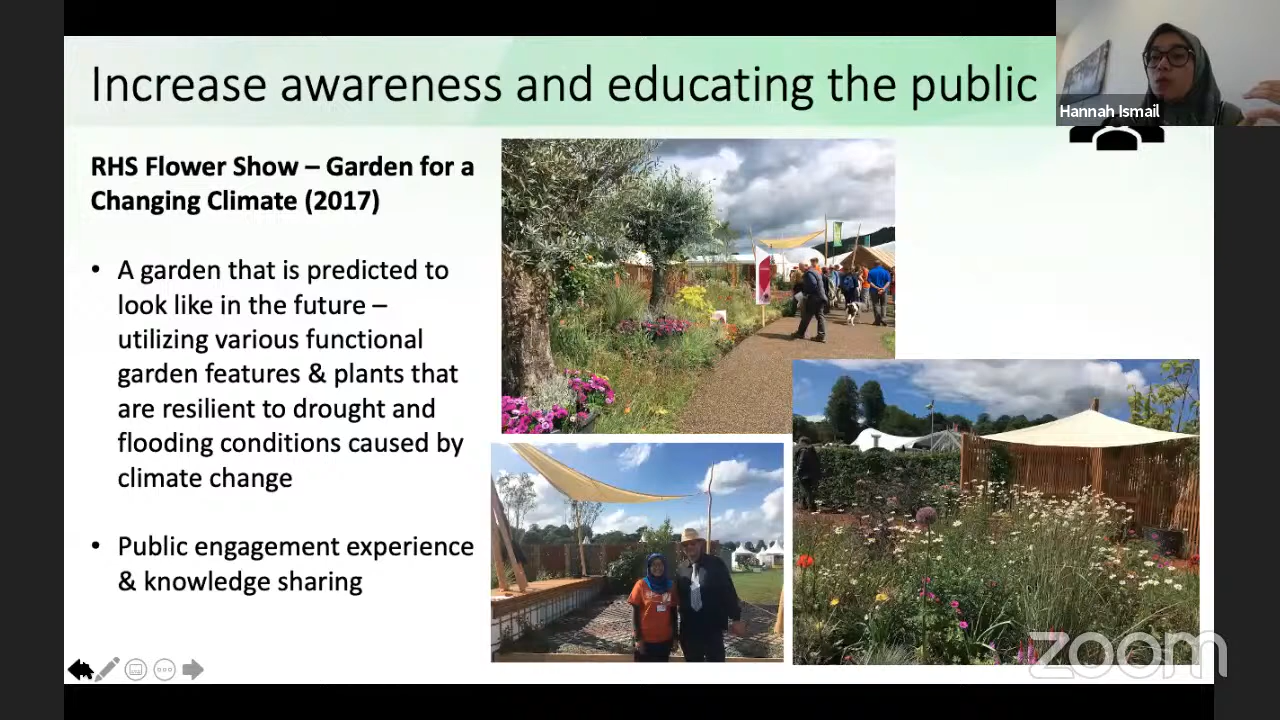 Increase awareness and educating the public
Hannah Ismail
RHS Flower Show – Garden for a
Changing Climate (2017)
• A garden that is predicted to
look like in the future –
utilizing various functional
garden features & plants that
are resilient to drought and
flooding conditions caused by
climate change
• Public engagement experience
& knowledge sharing
zoom